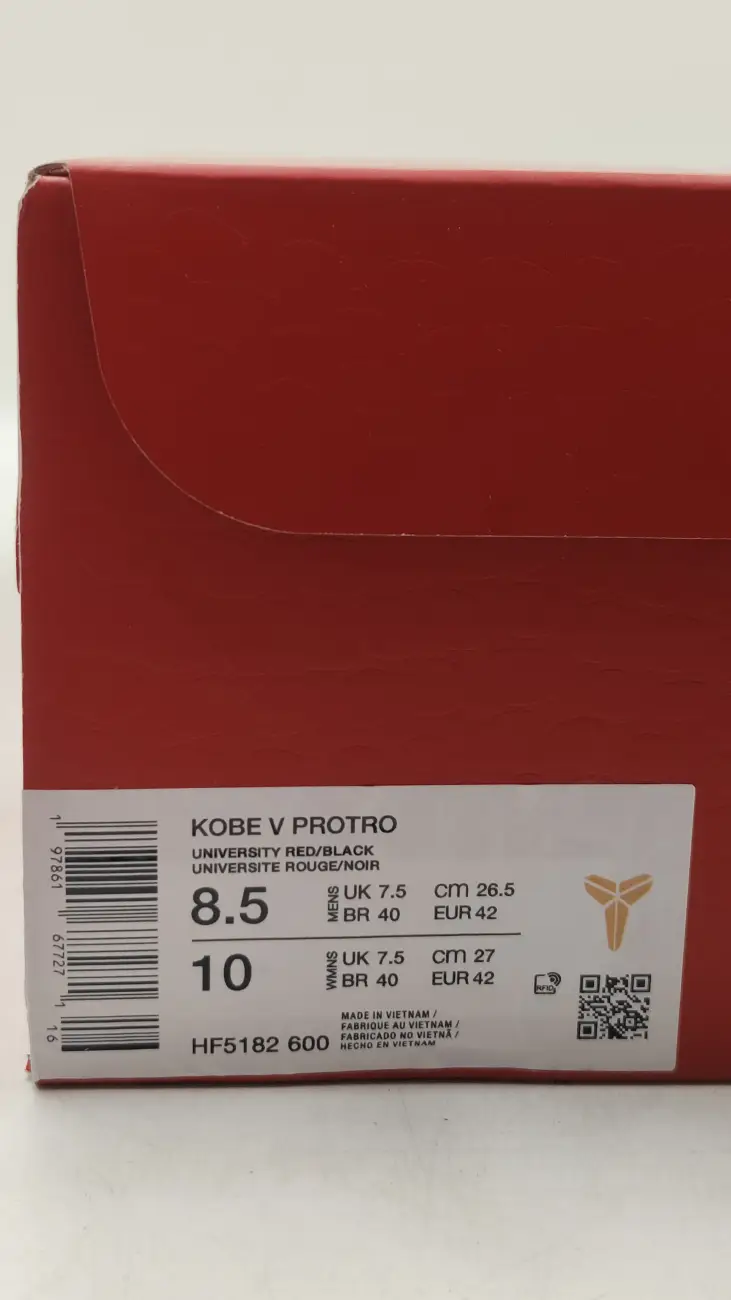 KOBE V PROTRO
UNIVERSITY RED/BLACK
UNIVERSITE ROUGE/NOIR
8.5 MENS UK 7.5 cm 26.5
BR 40 EUR 42
10 WMNS UK 7.5 cm 27
BR 40 EUR 42
RFID
MADE IN VIETNAM /
FABRIQUE AU VIETNAM /
FABRICADO NO VIETNÃ /
HECHO EN VIETNAM
HF5182 600
1 97861 67727 1 16